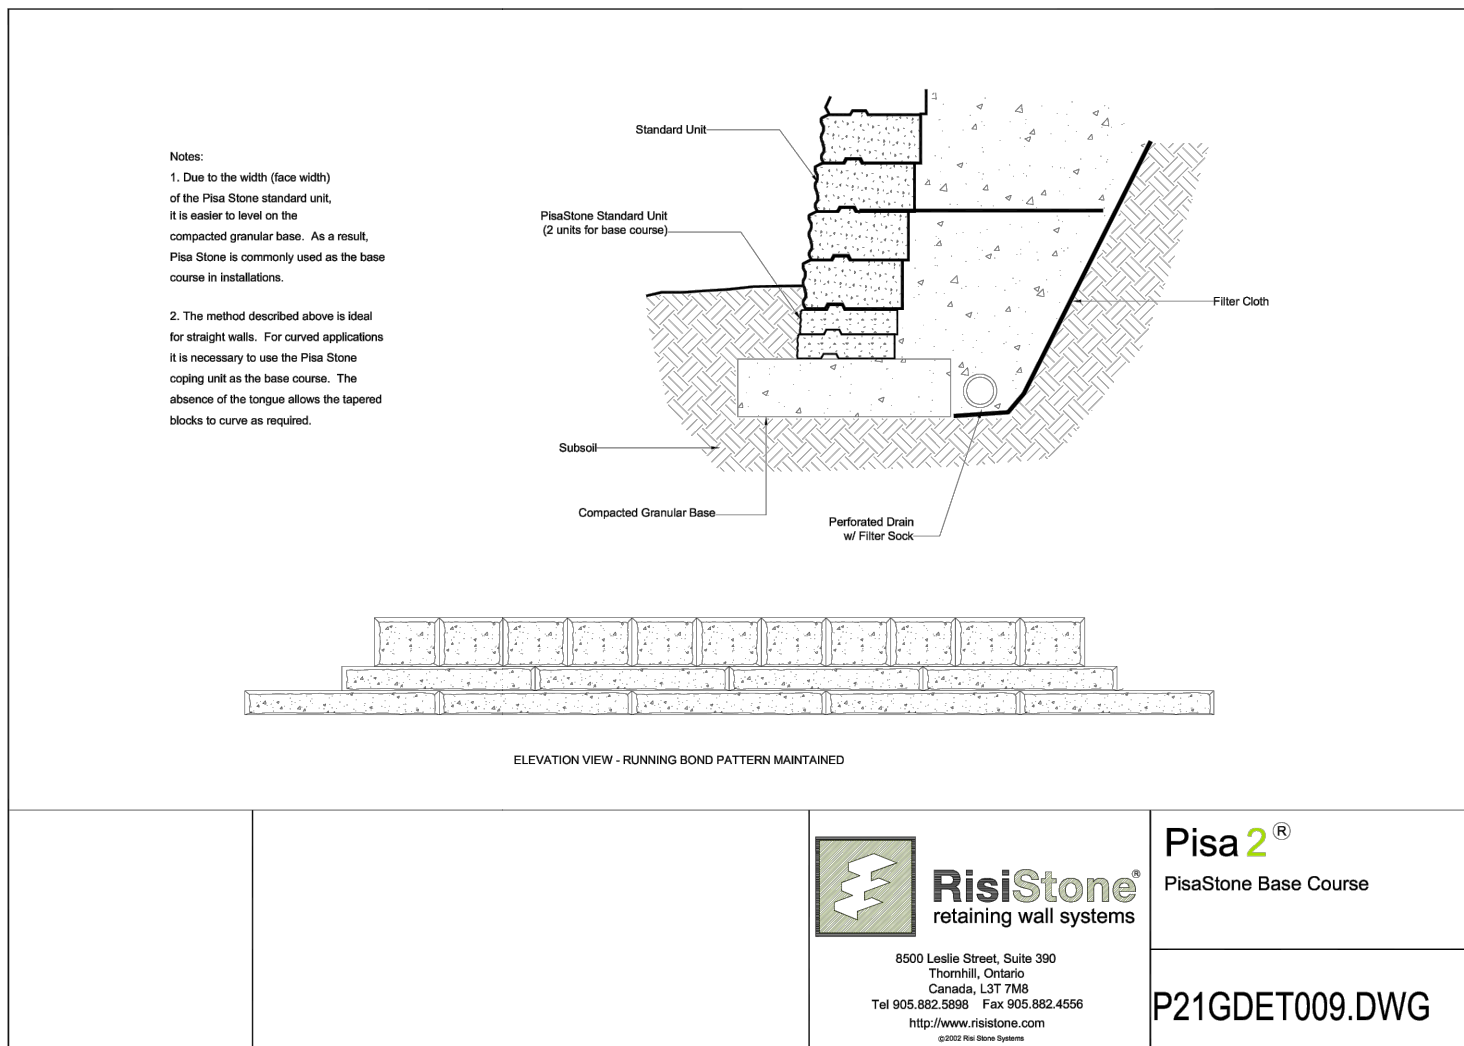 Notes:
1. Due to the width (face width)
of the Pisa Stone standard unit,
it is easier to level on the
compacted granular base. As a result,
Pisa Stone is commonly used as the base
course in installations.
2. The method described above is ideal
for straight walls. For curved applications
it is necessary to use the Pisa Stone
coping unit as the base course. The
absence of the tongue allows the tapered
blocks to curve as required.
Standard Unit
PisaStone Standard Unit
(2 units for base course)
Filter Cloth
Subsoil
Compacted Granular Base
Perforated Drain
w/ Filter Sock
ELEVATION VIEW - RUNNING BOND PATTERN MAINTAINED
RisiStone®
retaining wall systems
8500 Leslie Street, Suite 390
Thornhill, Ontario
Canada, L3T 7M8
Tel 905.882.5898 Fax 905.882.4556
http://www.risistone.com
©2002 Risi Stone Systems
Pisa 2®
PisaStone Base Course
P21GDET009.DWG